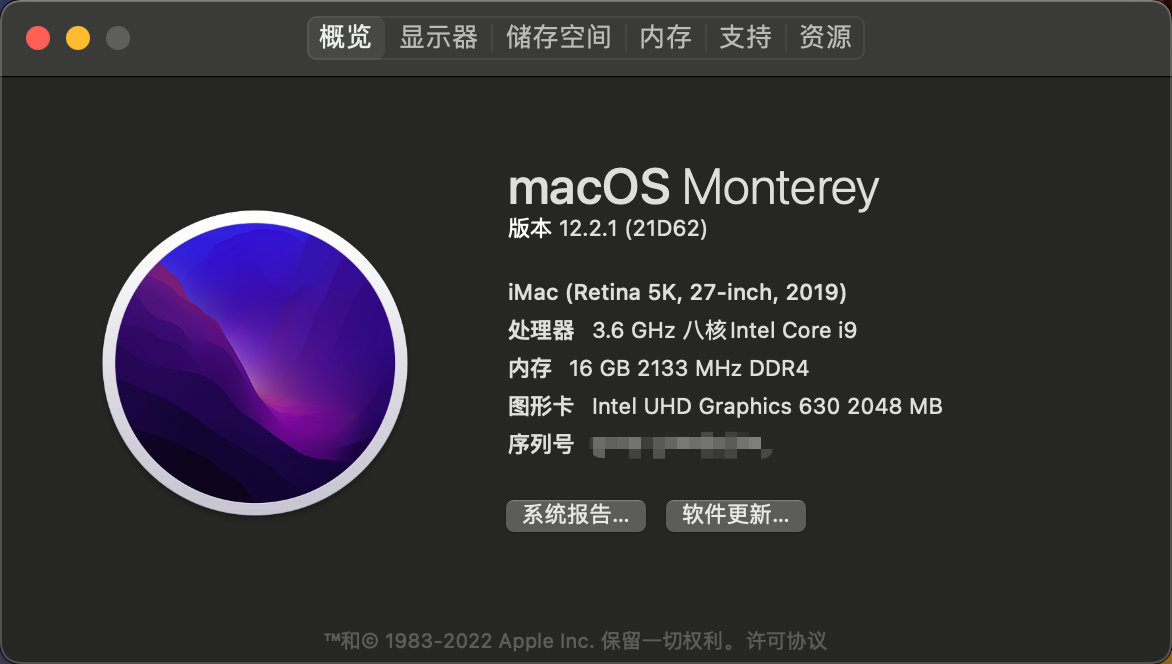 概览 显示器 储存空间 内存 支持 资源
macOS Monterey
版本 12.2.1 (21D62)
iMac (Retina 5K, 27-inch, 2019)
处理器 3.6 GHz 八核Intel Core i9
内存 16 GB 2133 MHz DDR4
图形卡 Intel UHD Graphics 630 2048 MB
序列号
系统报告... 软件更新...
™和© 1983-2022 Apple Inc. 保留一切权利。许可协议